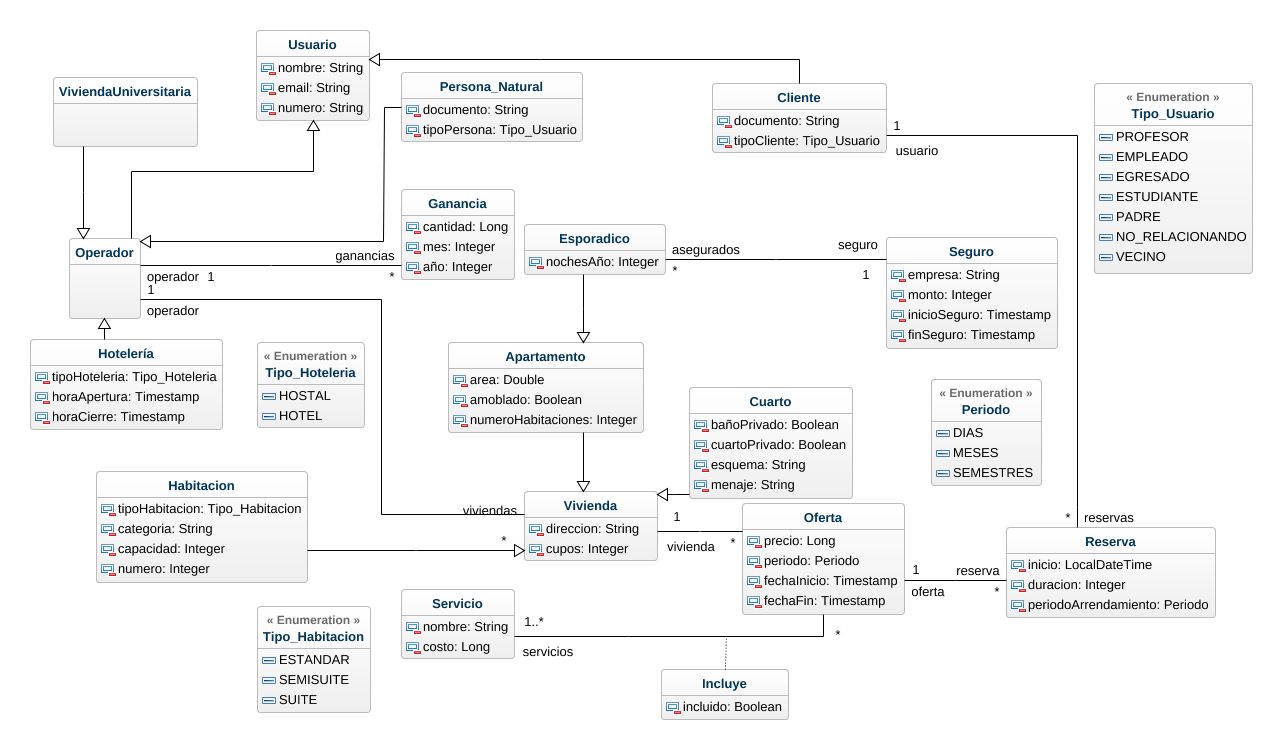 Usuario
nombre: String
email: String
numero: String
ViviendaUniversitaria
Persona_Natural
documento: String
tipoPersona: Tipo_Usuario
Cliente
documento: String
tipoCliente: Tipo_Usuario
1
usuario
« Enumeration »
Tipo_Usuario
PROFESOR
EMPLEADO
EGRESADO
ESTUDIANTE
PADRE
NO_RELACIONANDO
VECINO
Ganancia
cantidad: Long
mes: Integer
año: Integer
Operador
ganancias
*
operador 1
1
operador
Esporadico
nochesAño: Integer
asegurados
*
seguro
1
Seguro
empresa: String
monto: Integer
inicioSeguro: Timestamp
finSeguro: Timestamp
Hotelería
tipoHoteleria: Tipo_Hoteleria
horaApertura: Timestamp
horaCierre: Timestamp
« Enumeration »
Tipo_Hoteleria
HOSTAL
HOTEL
Apartamento
area: Double
amoblado: Boolean
numeroHabitaciones: Integer
Cuarto
bañoPrivado: Boolean
cuartoPrivado: Boolean
esquema: String
menaje: String
« Enumeration »
Periodo
DIAS
MESES
SEMESTRES
Habitacion
tipoHabitacion: Tipo_Habitacion
categoria: String
capacidad: Integer
numero: Integer
viviendas
*
Vivienda
direccion: String
cupos: Integer
1
vivienda
*
Oferta
precio: Long
periodo: Periodo
fechaInicio: Timestamp
fechaFin: Timestamp
1
oferta
reserva
*
* reservas
Reserva
inicio: LocalDateTime
duracion: Integer
periodoArrendamiento: Periodo
Servicio
nombre: String
costo: Long
1..*
servicios
*
« Enumeration »
Tipo_Habitacion
ESTANDAR
SEMISUITE
SUITE
Incluye
incluido: Boolean